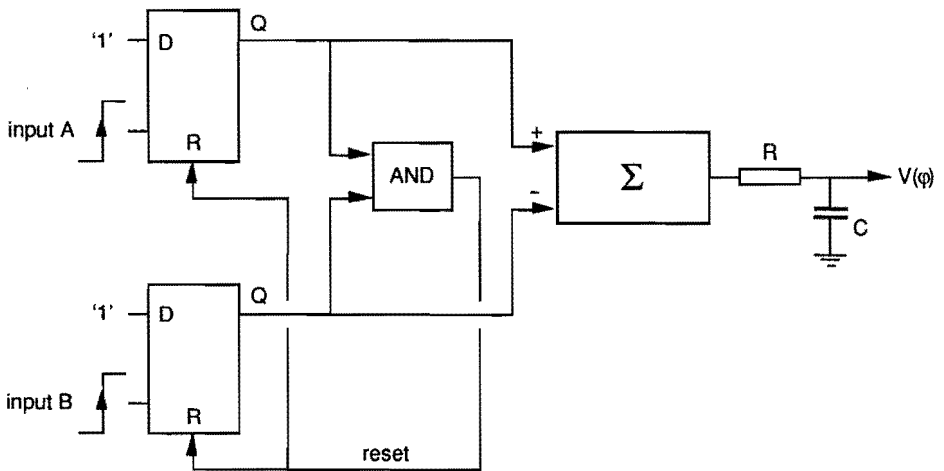 Q
'1'
D
input A
R
AND
+
-
Σ
R
V(φ)
C
Q
'1'
D
input B
R
reset